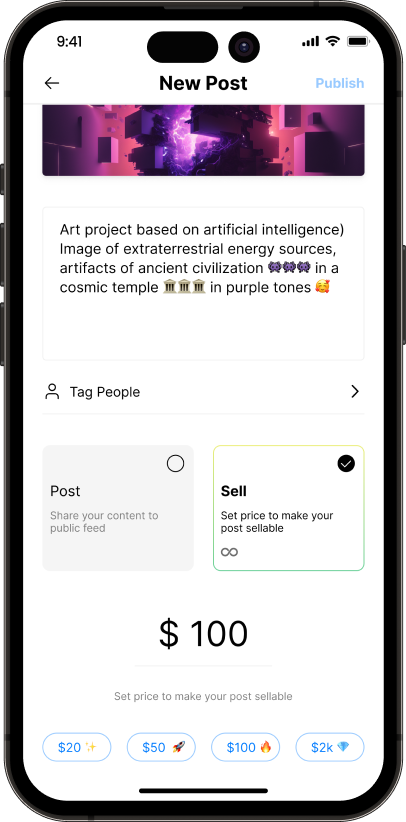 9:41
New Post
Publish
Art project based on artificial intelligence)
Image of extraterrestrial energy sources,
artifacts of ancient civilization 👾👾👾 in a
cosmic temple 🏛️🏛️🏛️ in purple tones 🥰
Tag People
Post
Share your content to
public feed
Sell
Set price to make your
post sellable
$ 100
Set price to make your post sellable
$20 ✨
$50 🚀
$100 🔥
$2k 💎